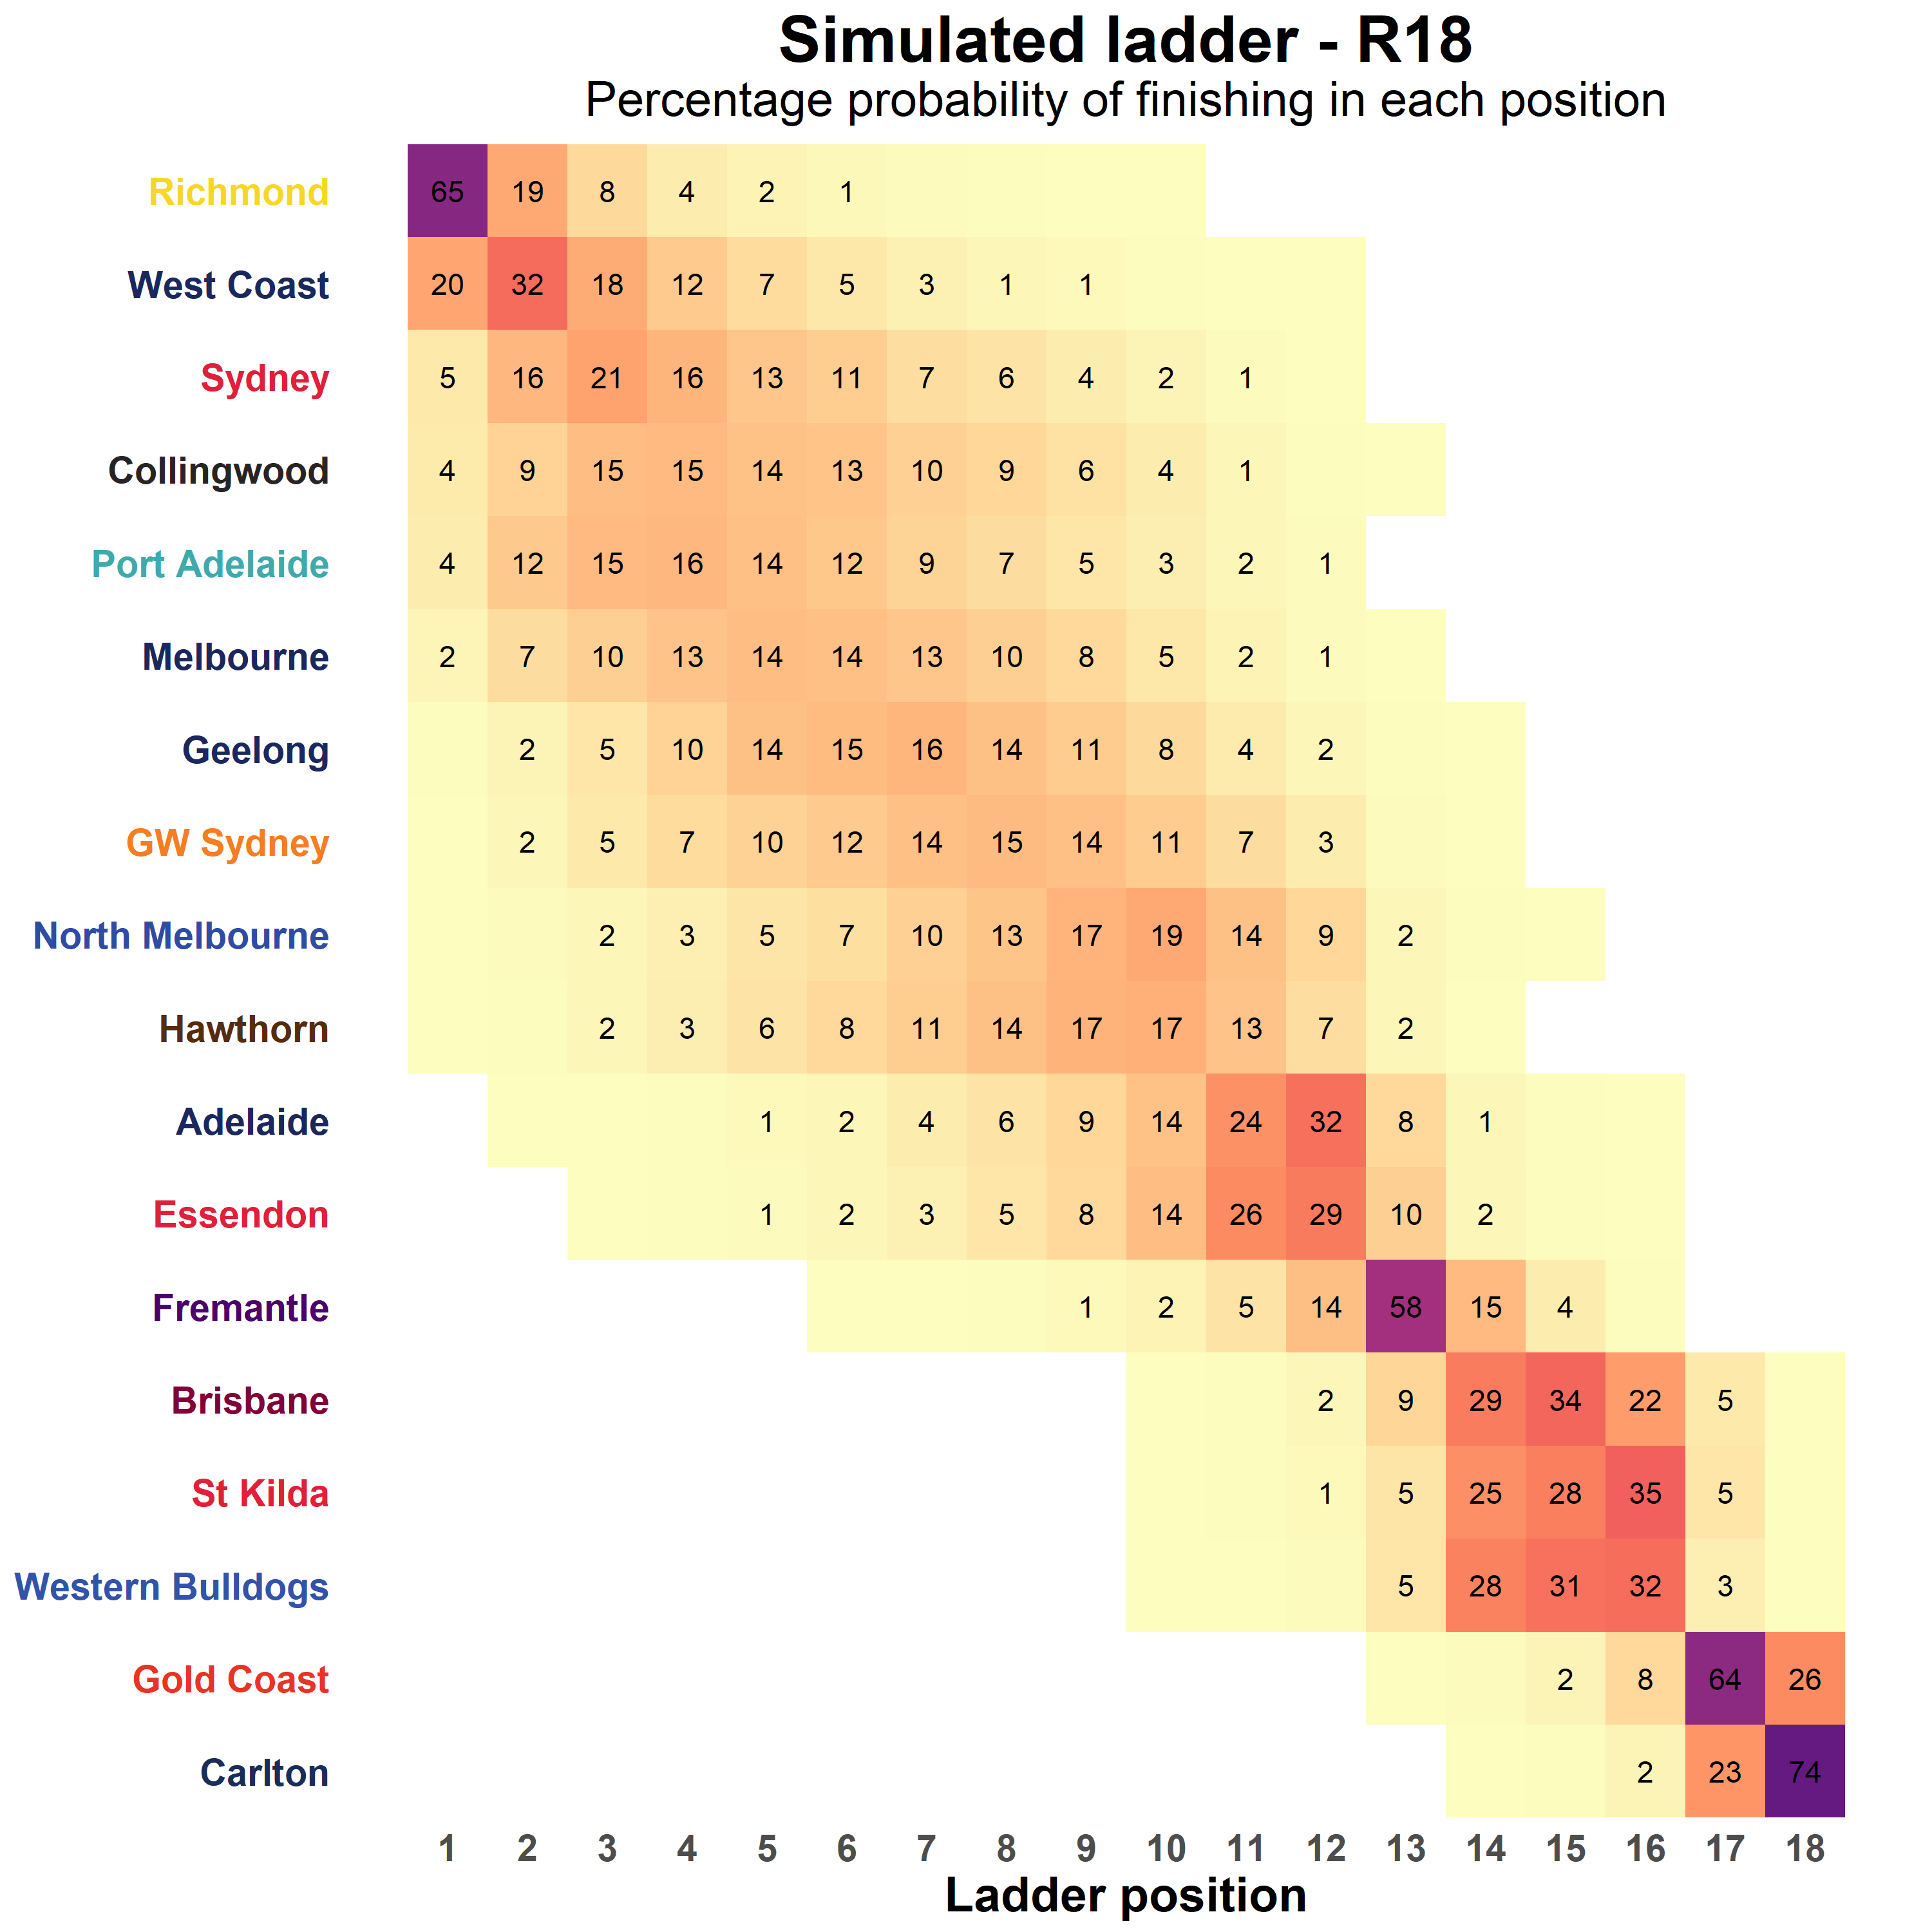 Simulated ladder - R18
Percentage probability of finishing in each position
Richmond 65 19 8 4 2 1
West Coast 20 32 18 12 7 5 3 1 1
Sydney 5 16 21 16 13 11 7 6 4 2 1
Collingwood 4 9 15 15 14 13 10 9 6 4 1
Port Adelaide 4 12 15 16 14 12 9 7 5 3 2 1
Melbourne 2 7 10 13 14 14 13 10 8 5 2 1
Geelong 2 5 10 14 15 16 14 11 8 4 2
GW Sydney 2 5 7 10 12 14 15 14 11 7 3
North Melbourne 2 3 5 7 10 13 17 19 14 9 2
Hawthorn 2 3 6 8 11 14 17 17 13 7 2
Adelaide 1 2 4 6 9 14 24 32 8 1
Essendon 1 2 3 5 8 14 26 29 10 2
Fremantle 1 2 5 14 58 15 4
Brisbane 2 9 29 34 22 5
St Kilda 1 5 25 28 35 5
Western Bulldogs 5 28 31 32 3
Gold Coast 2 8 64 26
Carlton 2 23 74
1 2 3 4 5 6 7 8 9 10 11 12 13 14 15 16 17 18
Ladder position